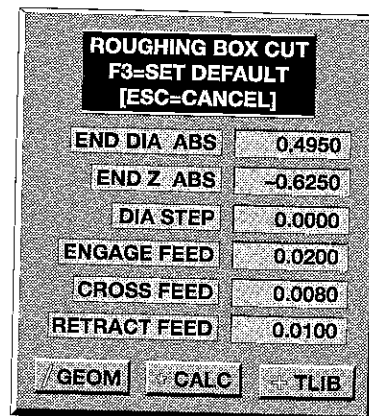 ROUGHING BOX CUT
F3=SET DEFAULT
[ESC=CANCEL]
END DIA ABS 0.4950
END Z ABS -0.6250
DIA STEP 0.0000
ENGAGE FEED 0.0200
CROSS FEED 0.0080
RETRACT FEED 0.0100
/GEOM CALC TLIB